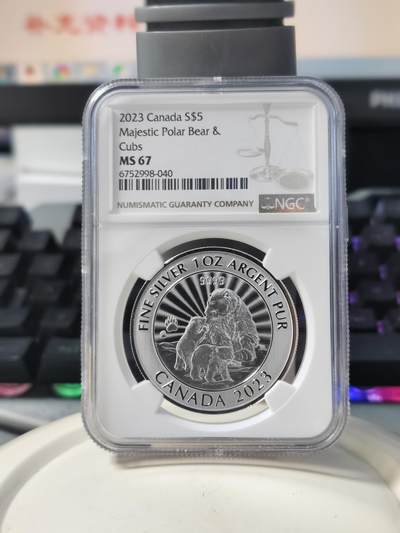 2023 Canada S$5
Majestic Polar Bear &
Cubs
MS 67
6752998-040
NUMISMATIC GUARANTY COMPANY
NGC
FINE SILVER 1 OZ ARGENT PUR
9999
CANADA 2023